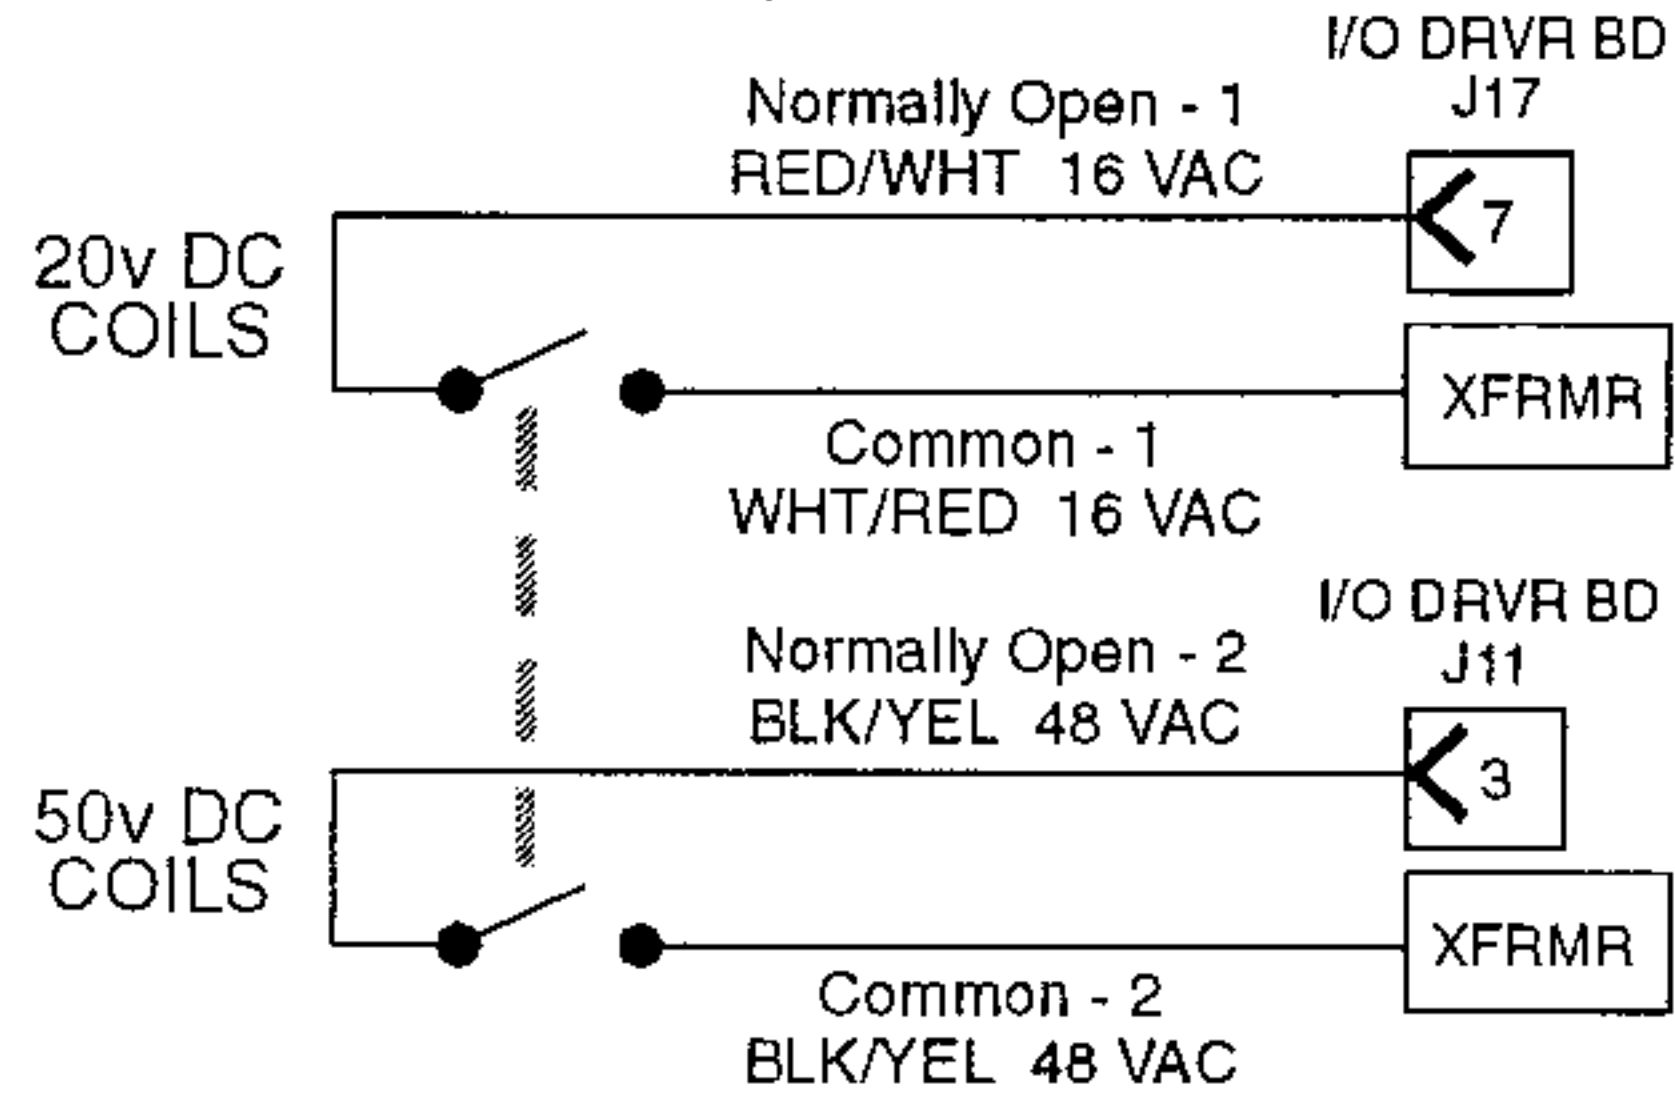 I/O DRVR BD
J17
Normally Open - 1
RED/WHT 16 VAC
7
20v DC
COILS
XFRMR
Common - 1
WHT/RED 16 VAC
I/O DRVR BD
J11
Normally Open - 2
BLK/YEL 48 VAC
3
50v DC
COILS
XFRMR
Common - 2
BLK/YEL 48 VAC